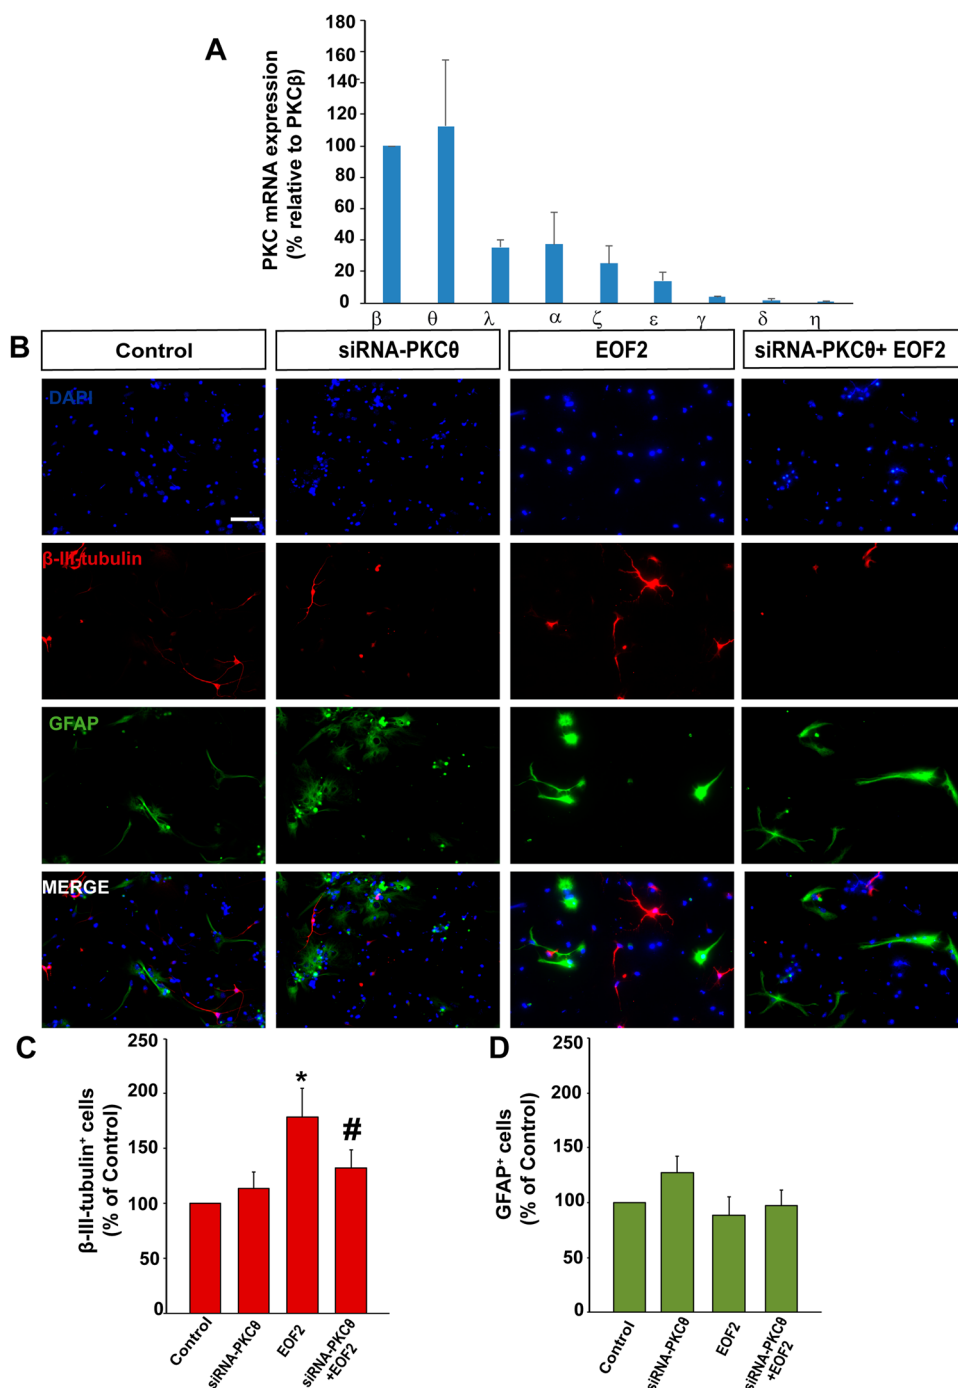 A
PKC mRNA expression
(% relative to PKCβ)
180
160
140
120
100
80
60
40
20
0
β θ λ α ζ ε γ δ η
B
Control siRNA-PKCθ EOF2 siRNA-PKCθ+ EOF2
DAPI
β-III-tubulin
GFAP
MERGE
C
β-III-tubulin⁺ cells
(% of Control)
250
200
150
100
50
0
*
#
Control
siRNA-PKCθ
EOF2
siRNA-PKCθ
+EOF2
D
GFAP⁺ cells
(% of Control)
250
200
150
100
50
0
Control
siRNA-PKCθ
EOF2
siRNA-PKCθ
+EOF2